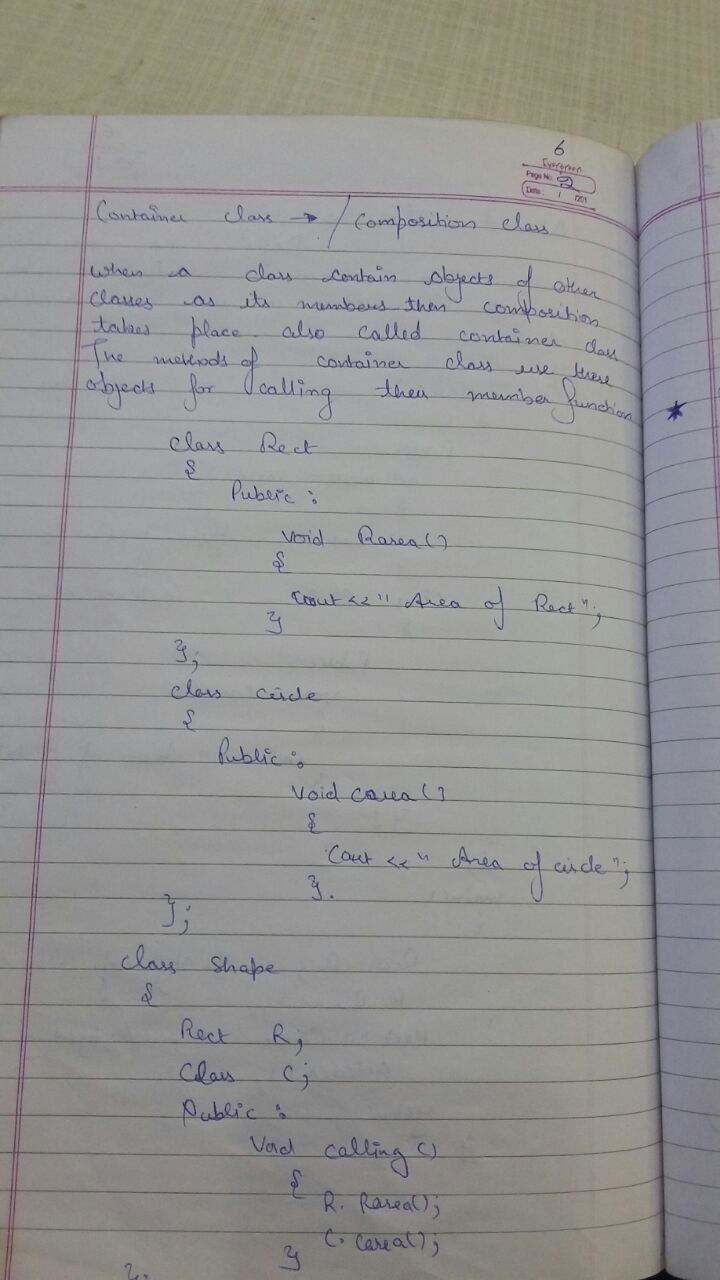 6
Evergreen
Page No. 2
Date: / /201
Container class → / Composition class
When a class contain objects of other
classes as its members then composition
takes place also called container class
The methods of container class use these
objects for calling their member function
★
class Rect
{
Public:
void Rarea()
{
Cout << " Area of Rect";
}
};
class circle
{
Public:
void carea()
{
Cout << " Area of circle";
}.
};
class shape
{
Rect R;
Class C;
Public:
Void calling()
{
R. Rarea();
C. Carea();
}
};